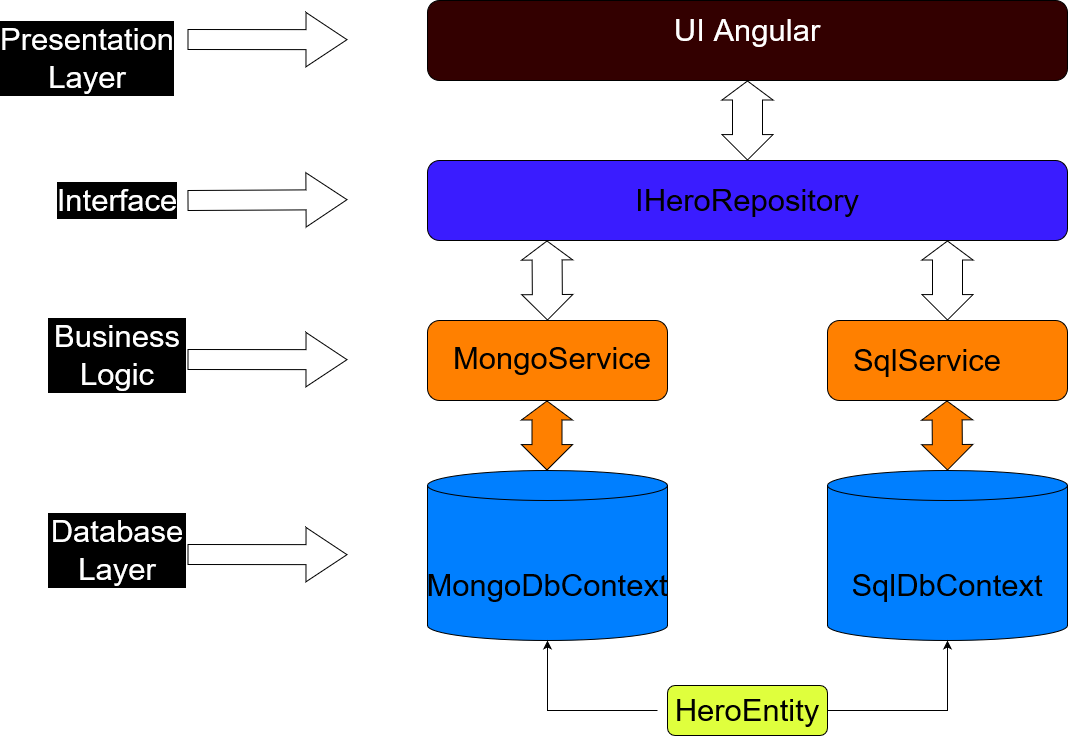 Presentation
Layer
UI Angular
Interface
IHeroRepository
Business
Logic
MongoService
SqlService
Database
Layer
MongoDbContext
SqlDbContext
HeroEntity